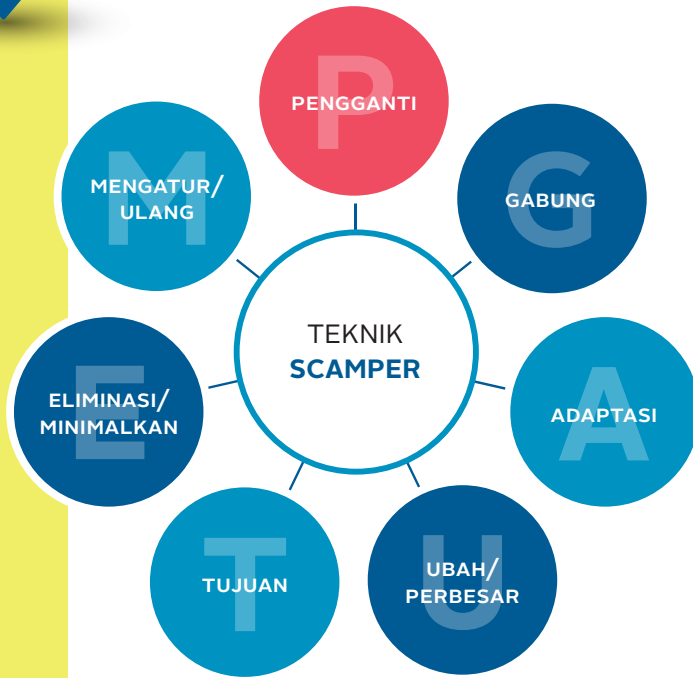 TEKNIK
SCAMPER
P
PENGGANTI
G
GABUNG
A
ADAPTASI
U
UBAH/
PERBESAR
T
TUJUAN
E
ELIMINASI/
MINIMALKAN
M
MENGATUR/
ULANG